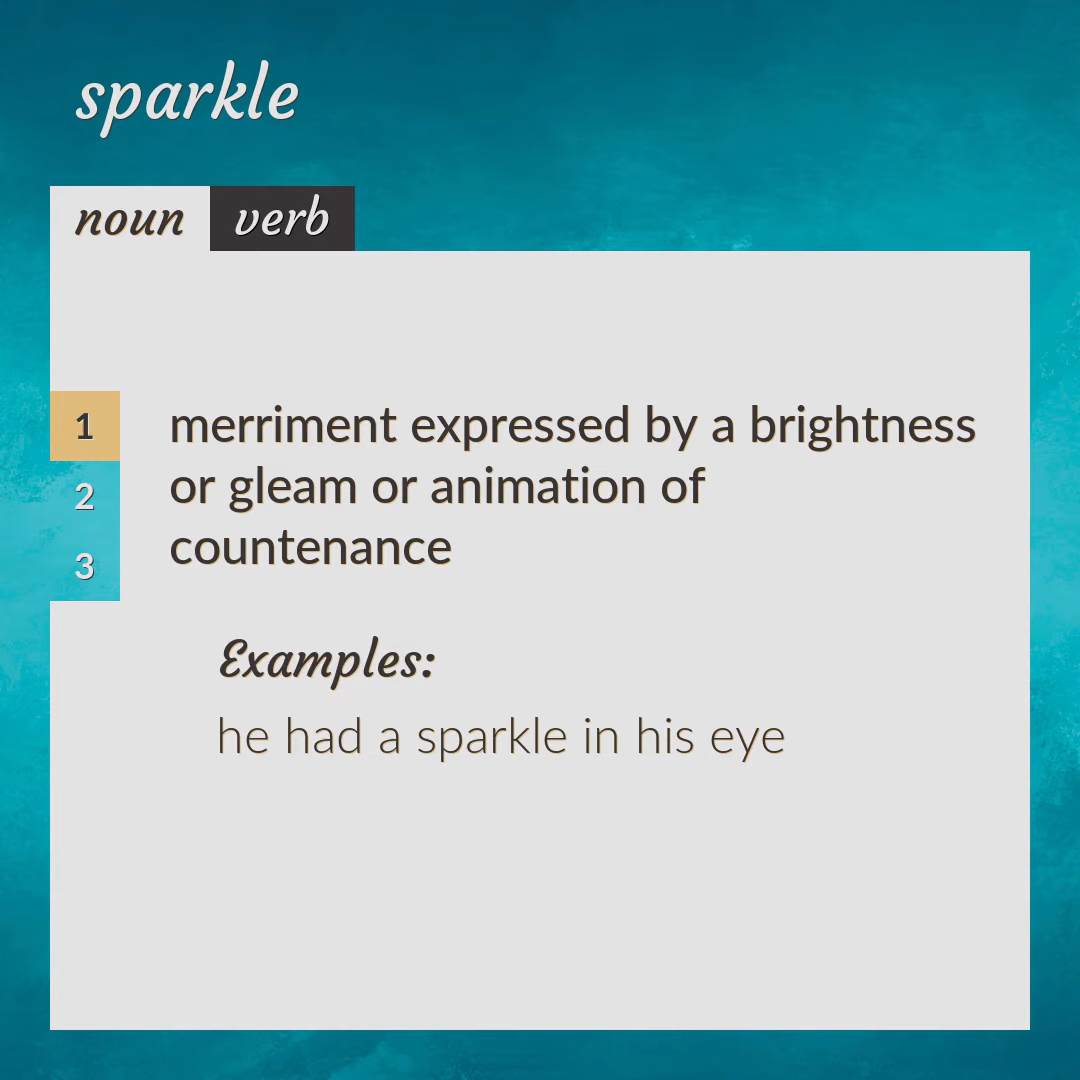 sparkle
noun verb
1 merriment expressed by a brightness
2 or gleam or animation of
3 countenance
Examples:
he had a sparkle in his eye